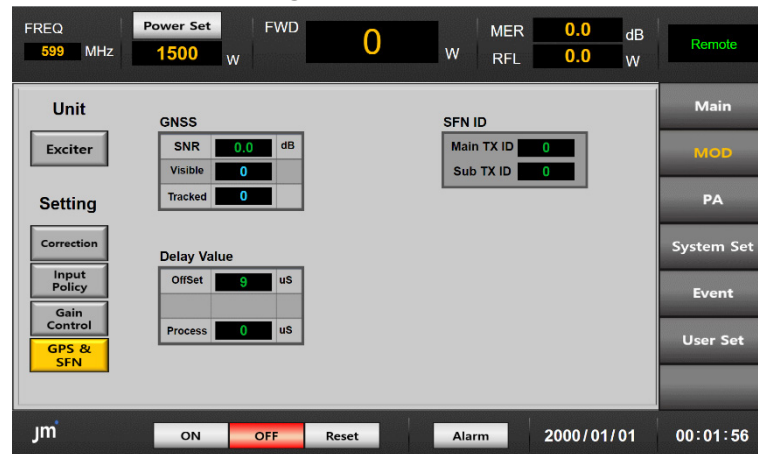 FREQ
599 MHz
Power Set
1500 W
FWD
0 W
MER 0.0 dB
RFL 0.0 W
Remote
Unit
Exciter
Setting
Correction
Input
Policy
Gain
Control
GPS &
SFN
GNSS
SNR 0.0 dB
Visible 0
Tracked 0
Delay Value
OffSet 9 uS
Process 0 uS
SFN ID
Main TX ID 0
Sub TX ID 0
Main
MOD
PA
System Set
Event
User Set
Jm
ON OFF Reset Alarm 2000/01/01 00:01:56